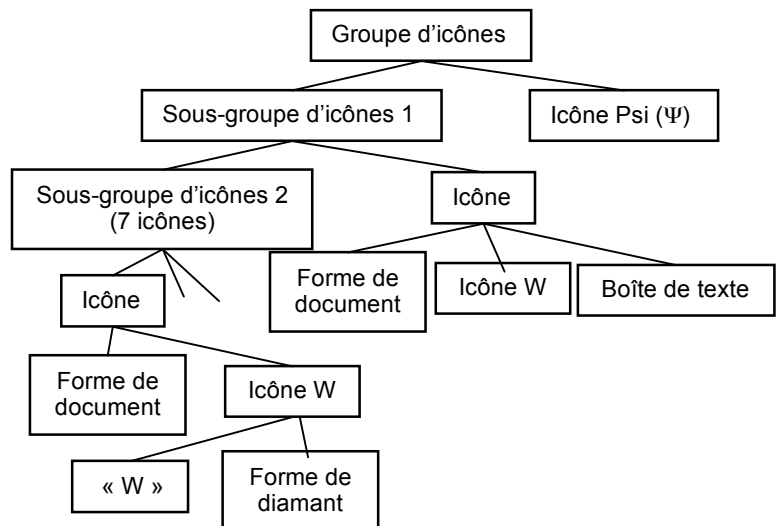 Groupe d’icônes
Sous-groupe d’icônes 1
Icône Psi (Ψ)
Sous-groupe d’icônes 2
(7 icônes)
Icône
Forme de
document
Icône W
Boîte de texte
Icône
Forme de
document
Icône W
« W »
Forme de
diamant